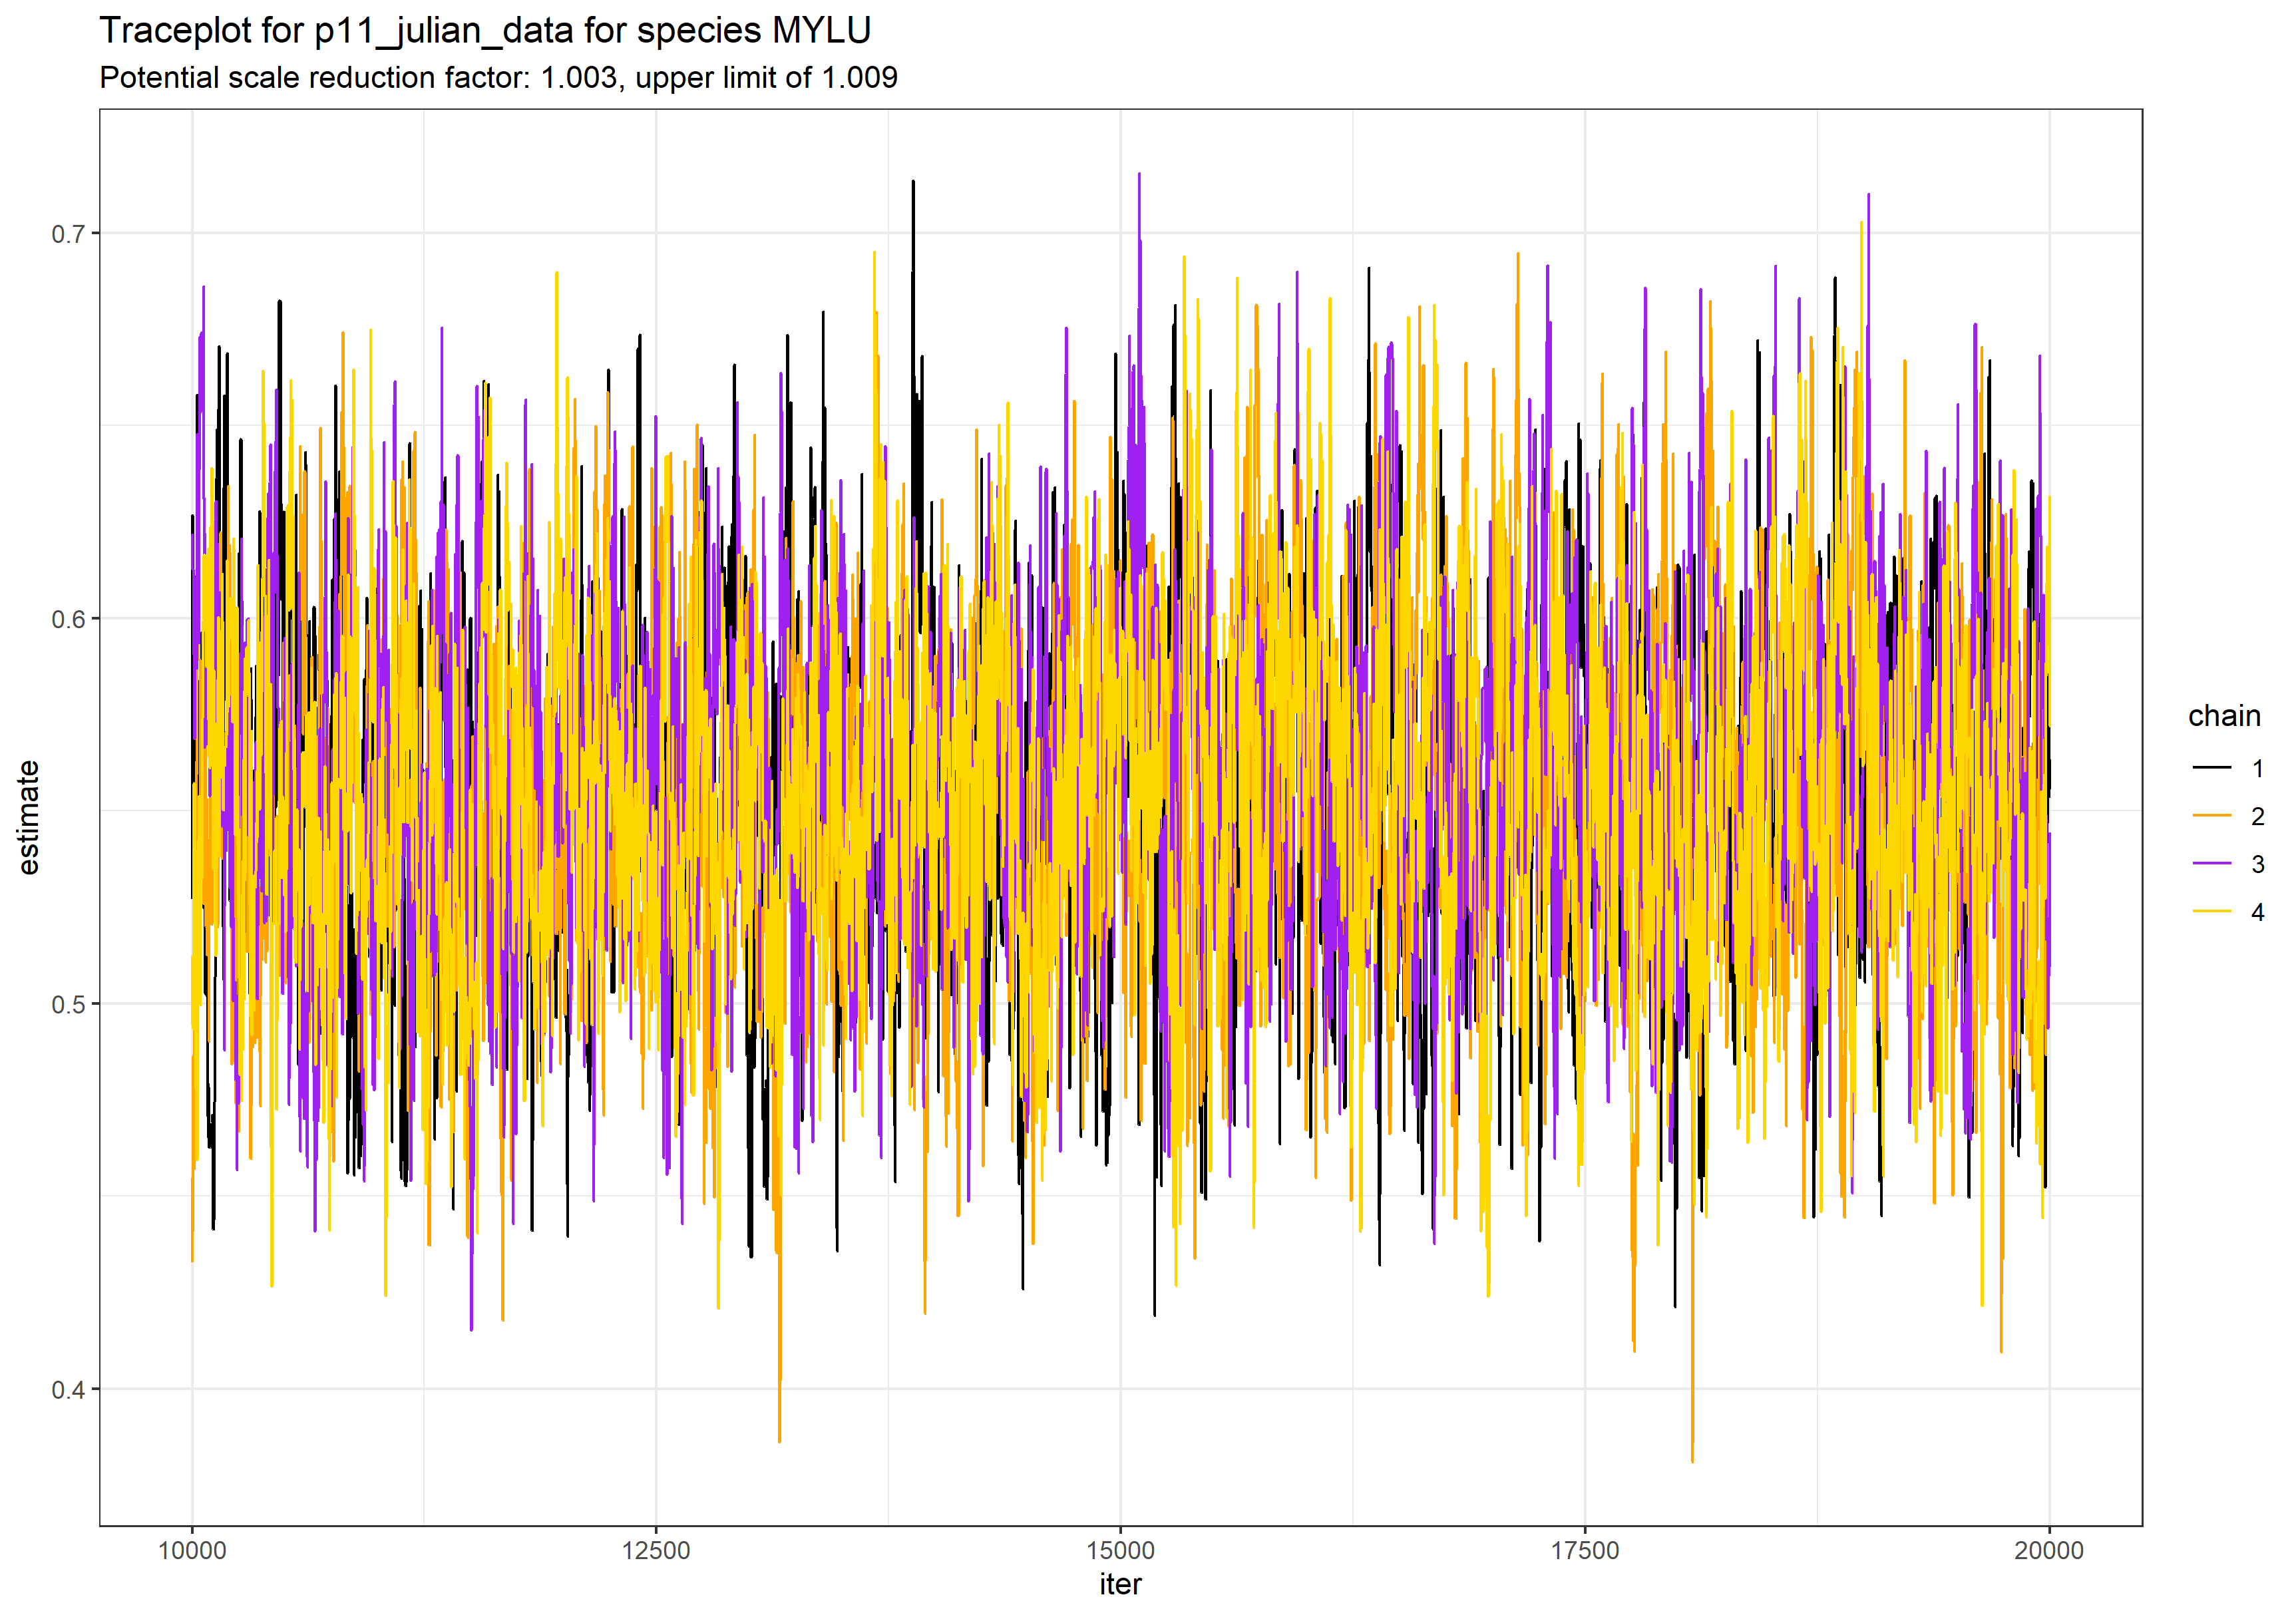 Traceplot for p11_julian_data for species MYLU
Potential scale reduction factor: 1.003, upper limit of 1.009
0.7
0.6
0.5
0.4
estimate
10000
12500
15000
17500
20000
iter
chain
1
2
3
4